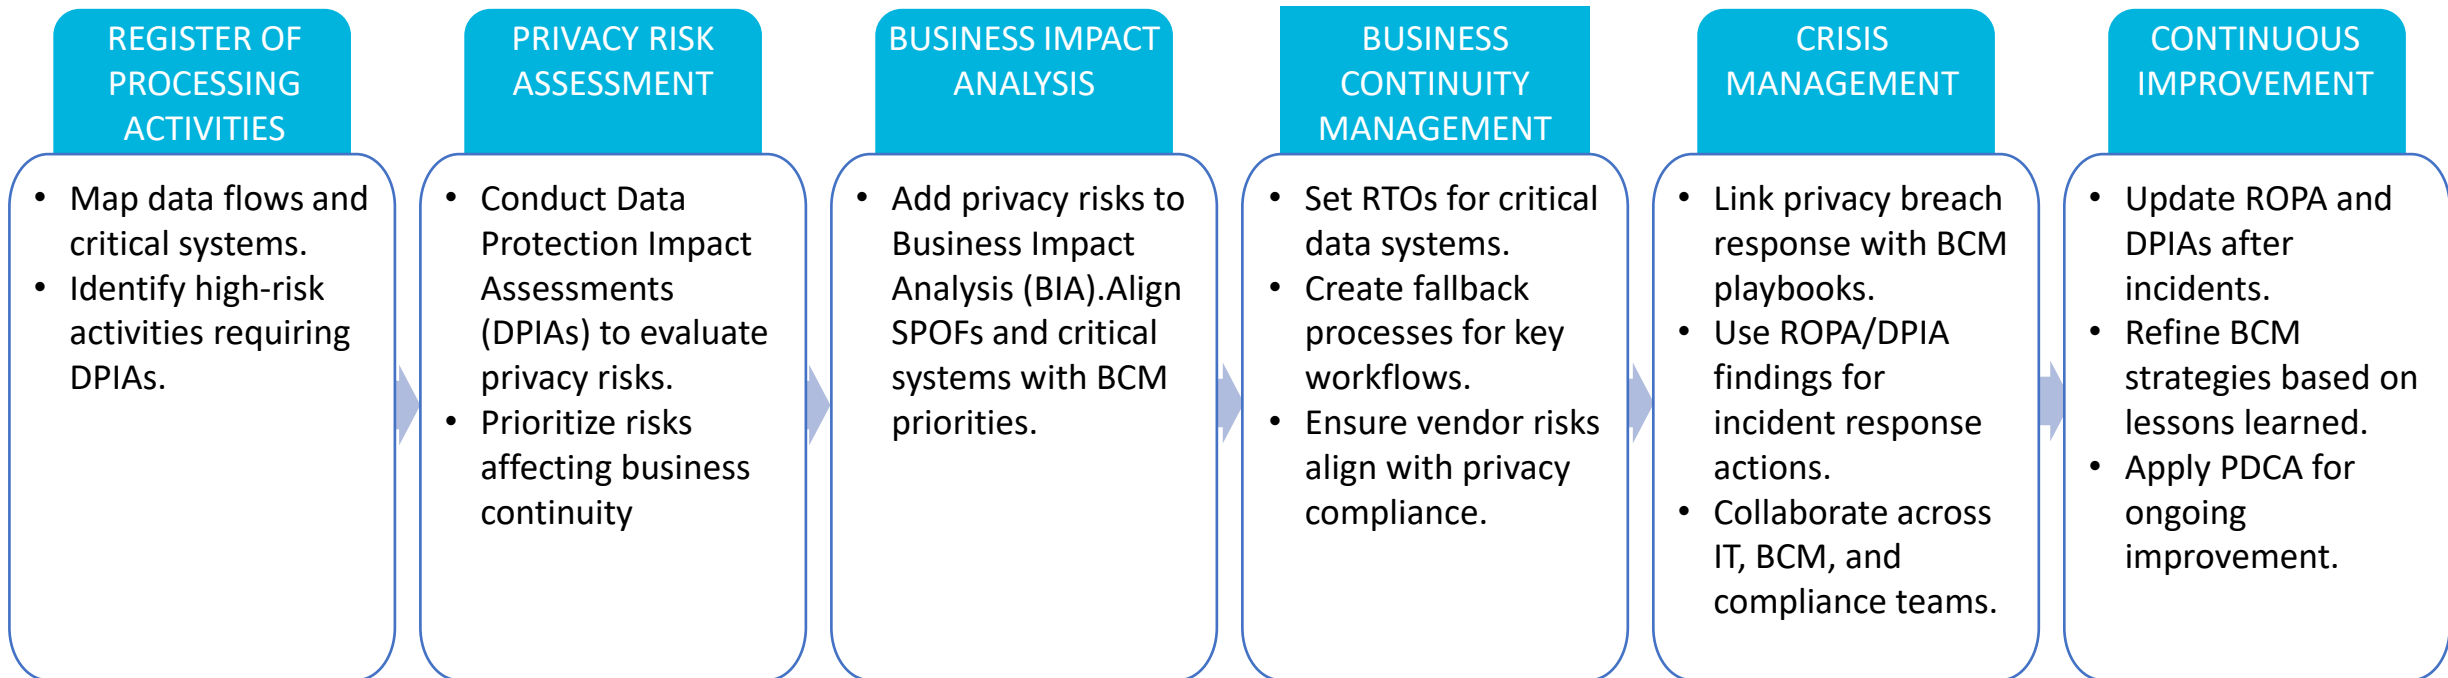 REGISTER OF
PROCESSING
ACTIVITIES
• Map data flows and
critical systems.
• Identify high-risk
activities requiring
DPIAs.
PRIVACY RISK
ASSESSMENT
• Conduct Data
Protection Impact
Assessments
(DPIAs) to evaluate
privacy risks.
• Prioritize risks
affecting business
continuity
BUSINESS IMPACT
ANALYSIS
• Add privacy risks to
Business Impact
Analysis (BIA).Align
SPOFs and critical
systems with BCM
priorities.
BUSINESS
CONTINUITY
MANAGEMENT
• Set RTOs for critical
data systems.
• Create fallback
processes for key
workflows.
• Ensure vendor risks
align with privacy
compliance.
CRISIS
MANAGEMENT
• Link privacy breach
response with BCM
playbooks.
• Use ROPA/DPIA
findings for
incident response
actions.
• Collaborate across
IT, BCM, and
compliance teams.
CONTINUOUS
IMPROVEMENT
• Update ROPA and
DPIAs after
incidents.
• Refine BCM
strategies based on
lessons learned.
• Apply PDCA for
ongoing
improvement.